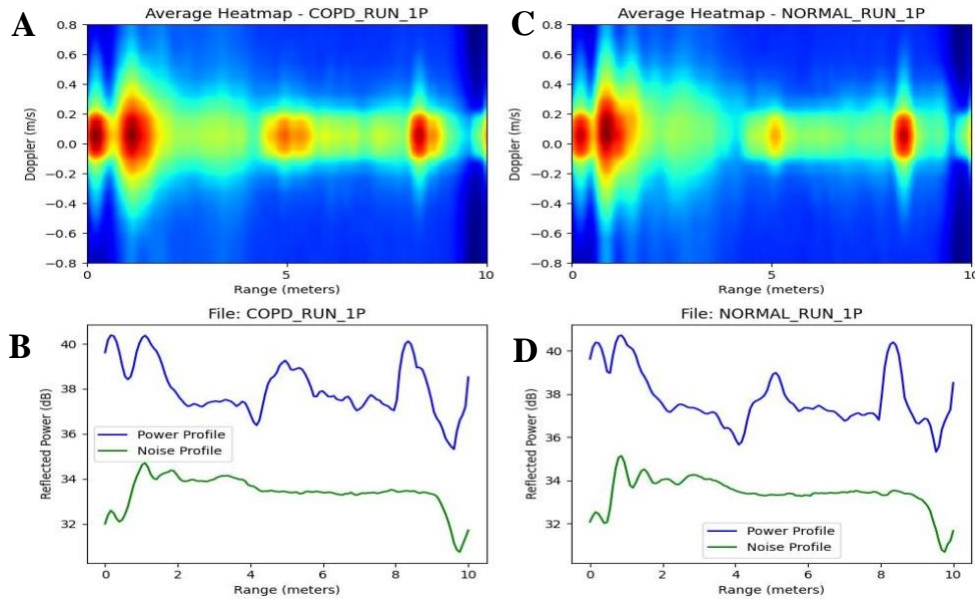 A
Average Heatmap - COPD_RUN_1P
Doppler (m/s)
0.8
0.6
0.4
0.2
0.0
−0.2
−0.4
−0.6
−0.8
0 5 10
Range (meters)
C
Average Heatmap - NORMAL_RUN_1P
Doppler (m/s)
0.8
0.6
0.4
0.2
0.0
−0.2
−0.4
−0.6
−0.8
0 5 10
Range (meters)
B
File: COPD_RUN_1P
Reflected Power (dB)
40
38
36
34
32
Power Profile
Noise Profile
0 2 4 6 8 10
Range (meters)
D
File: NORMAL_RUN_1P
Reflected Power (dB)
40
38
36
34
32
Power Profile
Noise Profile
0 2 4 6 8 10
Range (meters)